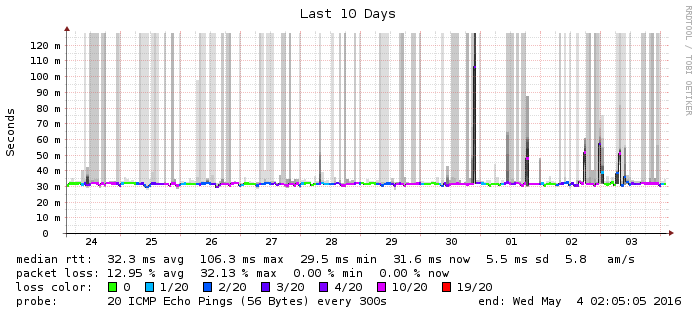 Last 10 Days
RRDTOOL / TOBI OETIKER
Seconds
120 m
110 m
100 m
90 m
80 m
70 m
60 m
50 m
40 m
30 m
20 m
10 m
0
24 25 26 27 28 29 30 01 02 03
median rtt: 32.3 ms avg 106.3 ms max 29.5 ms min 31.6 ms now 5.5 ms sd 5.8 am/s
packet loss: 12.95 % avg 32.13 % max 0.00 % min 0.00 % now
loss color: 0 1/20 2/20 3/20 4/20 10/20 19/20
probe: 20 ICMP Echo Pings (56 Bytes) every 300s end: Wed May 4 02:05:05 2016